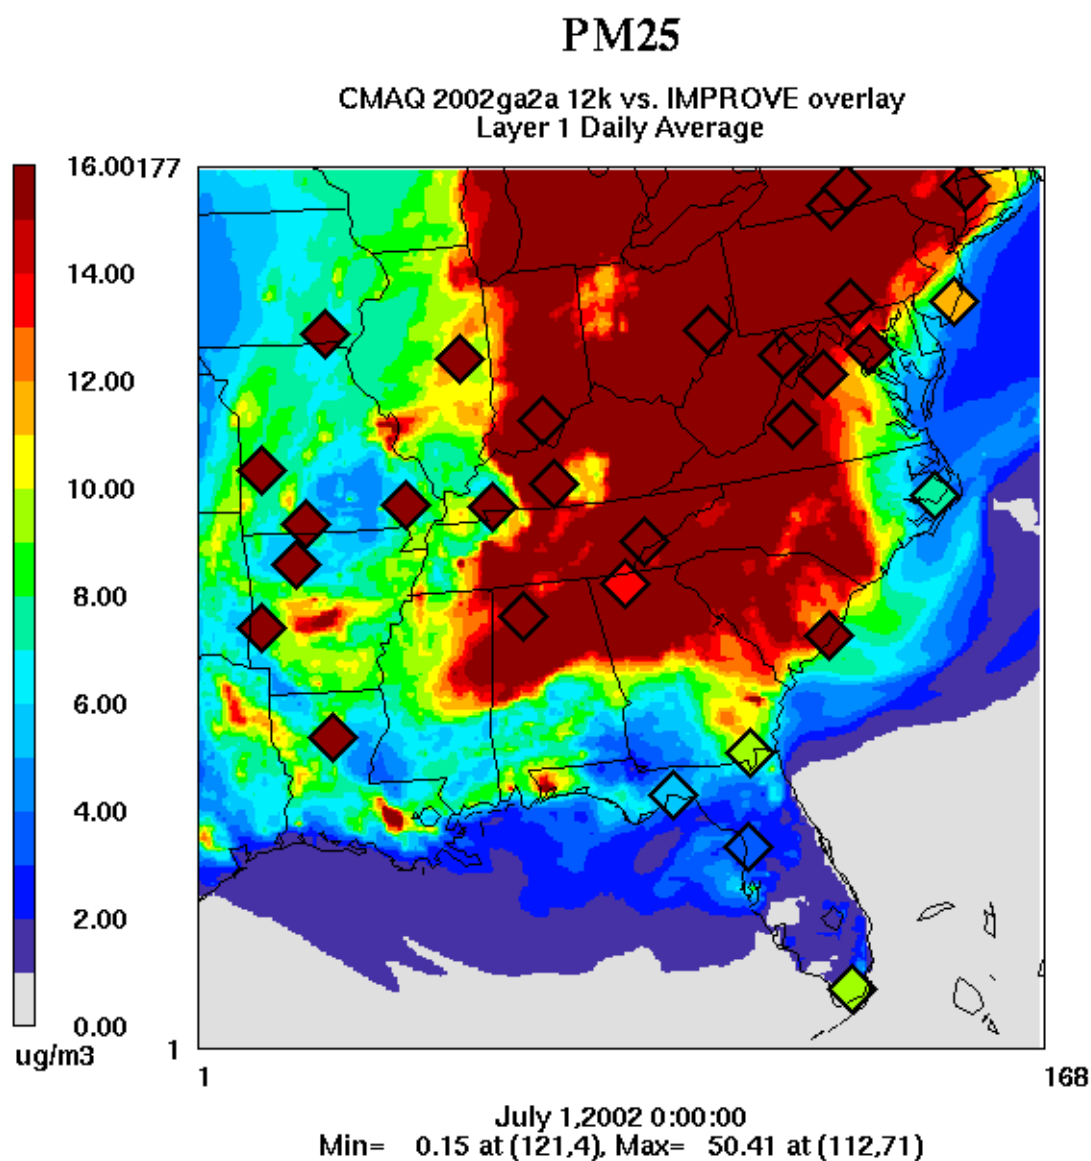 PM25
CMAQ 2002ga2a 12k vs. IMPROVE overlay
Layer 1 Daily Average
16.00
14.00
12.00
10.00
8.00
6.00
4.00
2.00
0.00
ug/m3
177
1
1
168
July 1,2002 0:00:00
Min= 0.15 at (121,4), Max= 50.41 at (112,71)